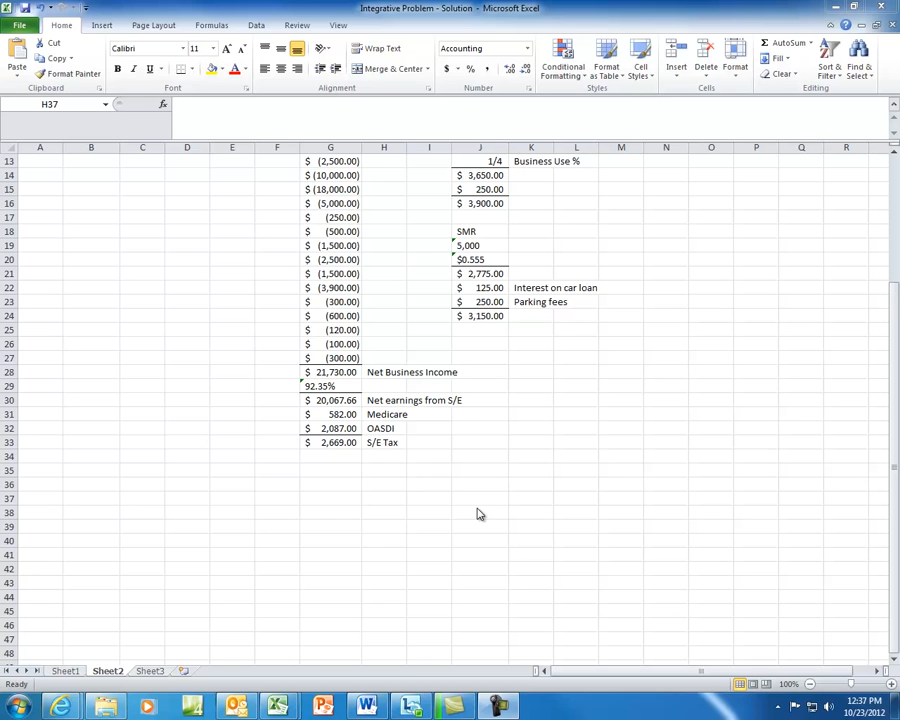 Integrative Problem - Solution - Microsoft Excel
File Home Insert Page Layout Formulas Data Review View
Cut Calibri 11 A A Wrap Text Accounting AutoSum
Copy Fill
Paste Format Painter B I U A Merge & Center $ % , Conditional Formatting Format as Table Cell Styles Insert Delete Format Clear Sort & Filter Find & Select
Clipboard Font Alignment Number Styles Cells Editing
H37 fx
A B C D E F G H I J K L M N O P Q R
13 $ (2,500.00) 1/4 Business Use %
14 $ (10,000.00) $ 3,650.00
15 $ (18,000.00) $ 250.00
16 $ (5,000.00) $ 3,900.00
17 $ (250.00)
18 $ (500.00) SMR
19 $ (1,500.00) 5,000
20 $ (2,500.00) $0.555
21 $ (1,500.00) $ 2,775.00
22 $ (3,900.00) $ 125.00 Interest on car loan
23 $ (300.00) $ 250.00 Parking fees
24 $ (600.00) $ 3,150.00
25 $ (120.00)
26 $ (100.00)
27 $ (300.00)
28 $ 21,730.00 Net Business Income
29 92.35%
30 $ 20,067.66 Net earnings from S/E
31 $ 582.00 Medicare
32 $ 2,087.00 OASDI
33 $ 2,669.00 S/E Tax
34
35
36
37
38
39
40
41
42
43
44
45
46
47
48
Sheet1 Sheet2 Sheet3
Ready 100%
12:37 PM
10/23/2012